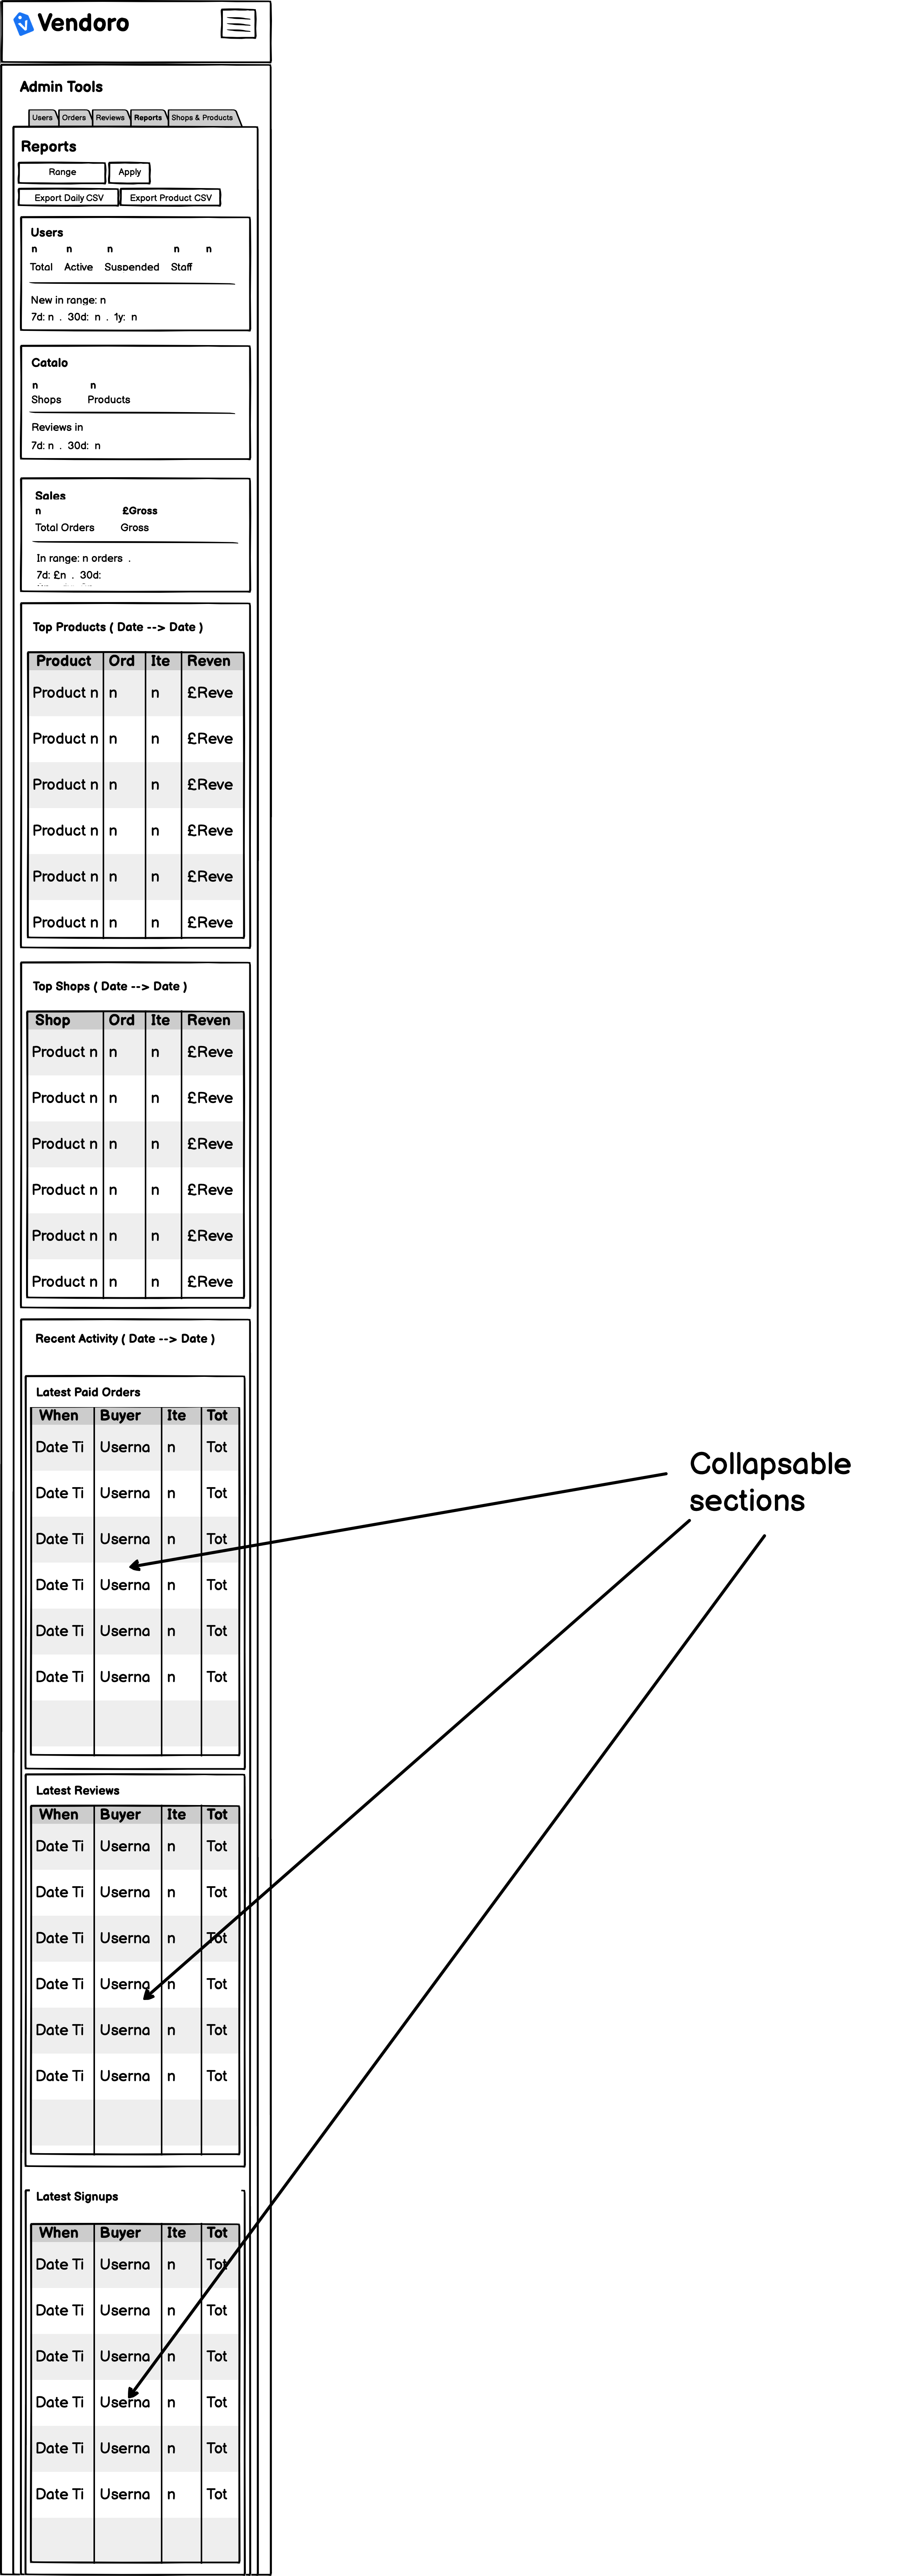 Vendoro
Admin Tools
Users Orders Reviews Reports Shops & Products
Reports
Range Apply
Export Daily CSV Export Product CSV
Users
n n n n n
Total Active Suspended Staff
New in range: n
7d: n . 30d: n . 1y: n
Catalo
n n
Shops Products
Reviews in
7d: n . 30d: n
Sales
n £Gross
Total Orders Gross
In range: n orders .
7d: £n . 30d:
Top Products ( Date --> Date )
Product Ord Ite Reven
Product n n n £Reve
Product n n n £Reve
Product n n n £Reve
Product n n n £Reve
Product n n n £Reve
Product n n n £Reve
Top Shops ( Date --> Date )
Shop Ord Ite Reven
Product n n n £Reve
Product n n n £Reve
Product n n n £Reve
Product n n n £Reve
Product n n n £Reve
Product n n n £Reve
Recent Activity ( Date --> Date )
Latest Paid Orders
When Buyer Ite Tot
Date Ti Userna n Tot
Date Ti Userna n Tot
Date Ti Userna n Tot
Date Ti Userna n Tot
Date Ti Userna n Tot
Date Ti Userna n Tot
Collapsable
sections
Latest Reviews
When Buyer Ite Tot
Date Ti Userna n Tot
Date Ti Userna n Tot
Date Ti Userna n Tot
Date Ti Userna n Tot
Date Ti Userna n Tot
Date Ti Userna n Tot
Latest Signups
When Buyer Ite Tot
Date Ti Userna n Tot
Date Ti Userna n Tot
Date Ti Userna n Tot
Date Ti Userna n Tot
Date Ti Userna n Tot
Date Ti Userna n Tot